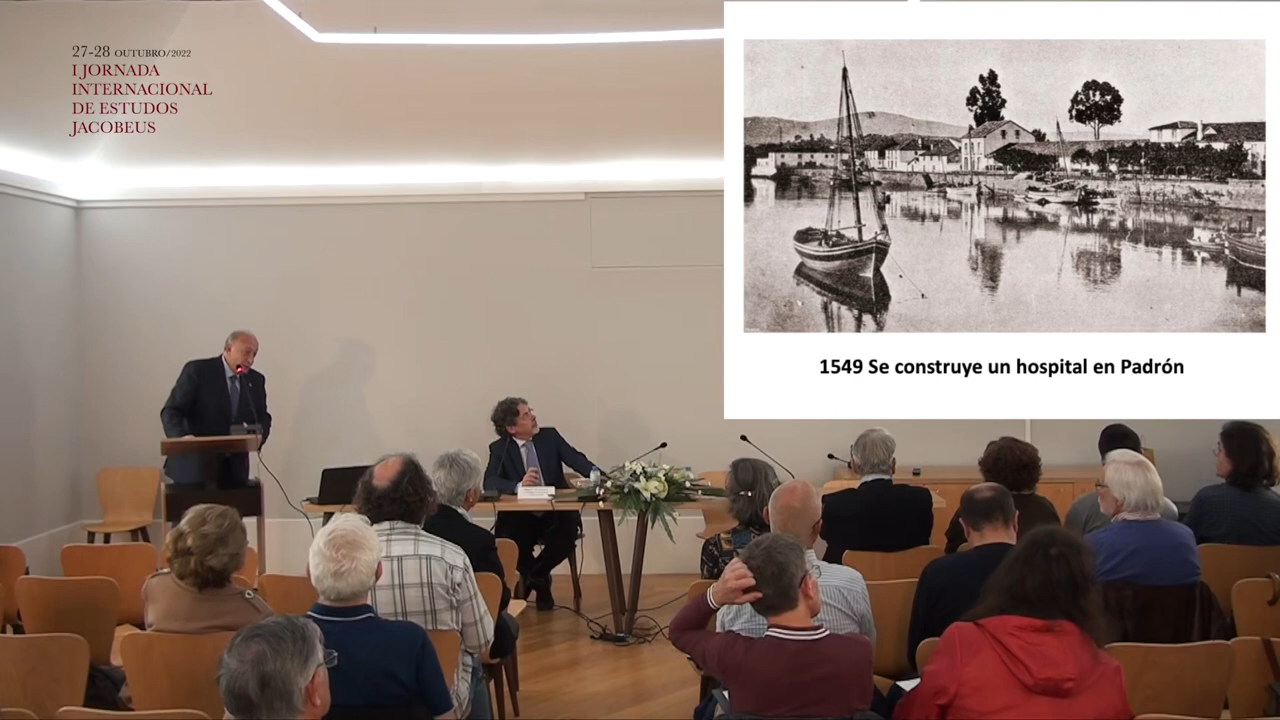 27-28 OUTUBRO/2022
I JORNADA
INTERNACIONAL
DE ESTUDOS
JACOBEUS
1549 Se construye un hospital en Padrón